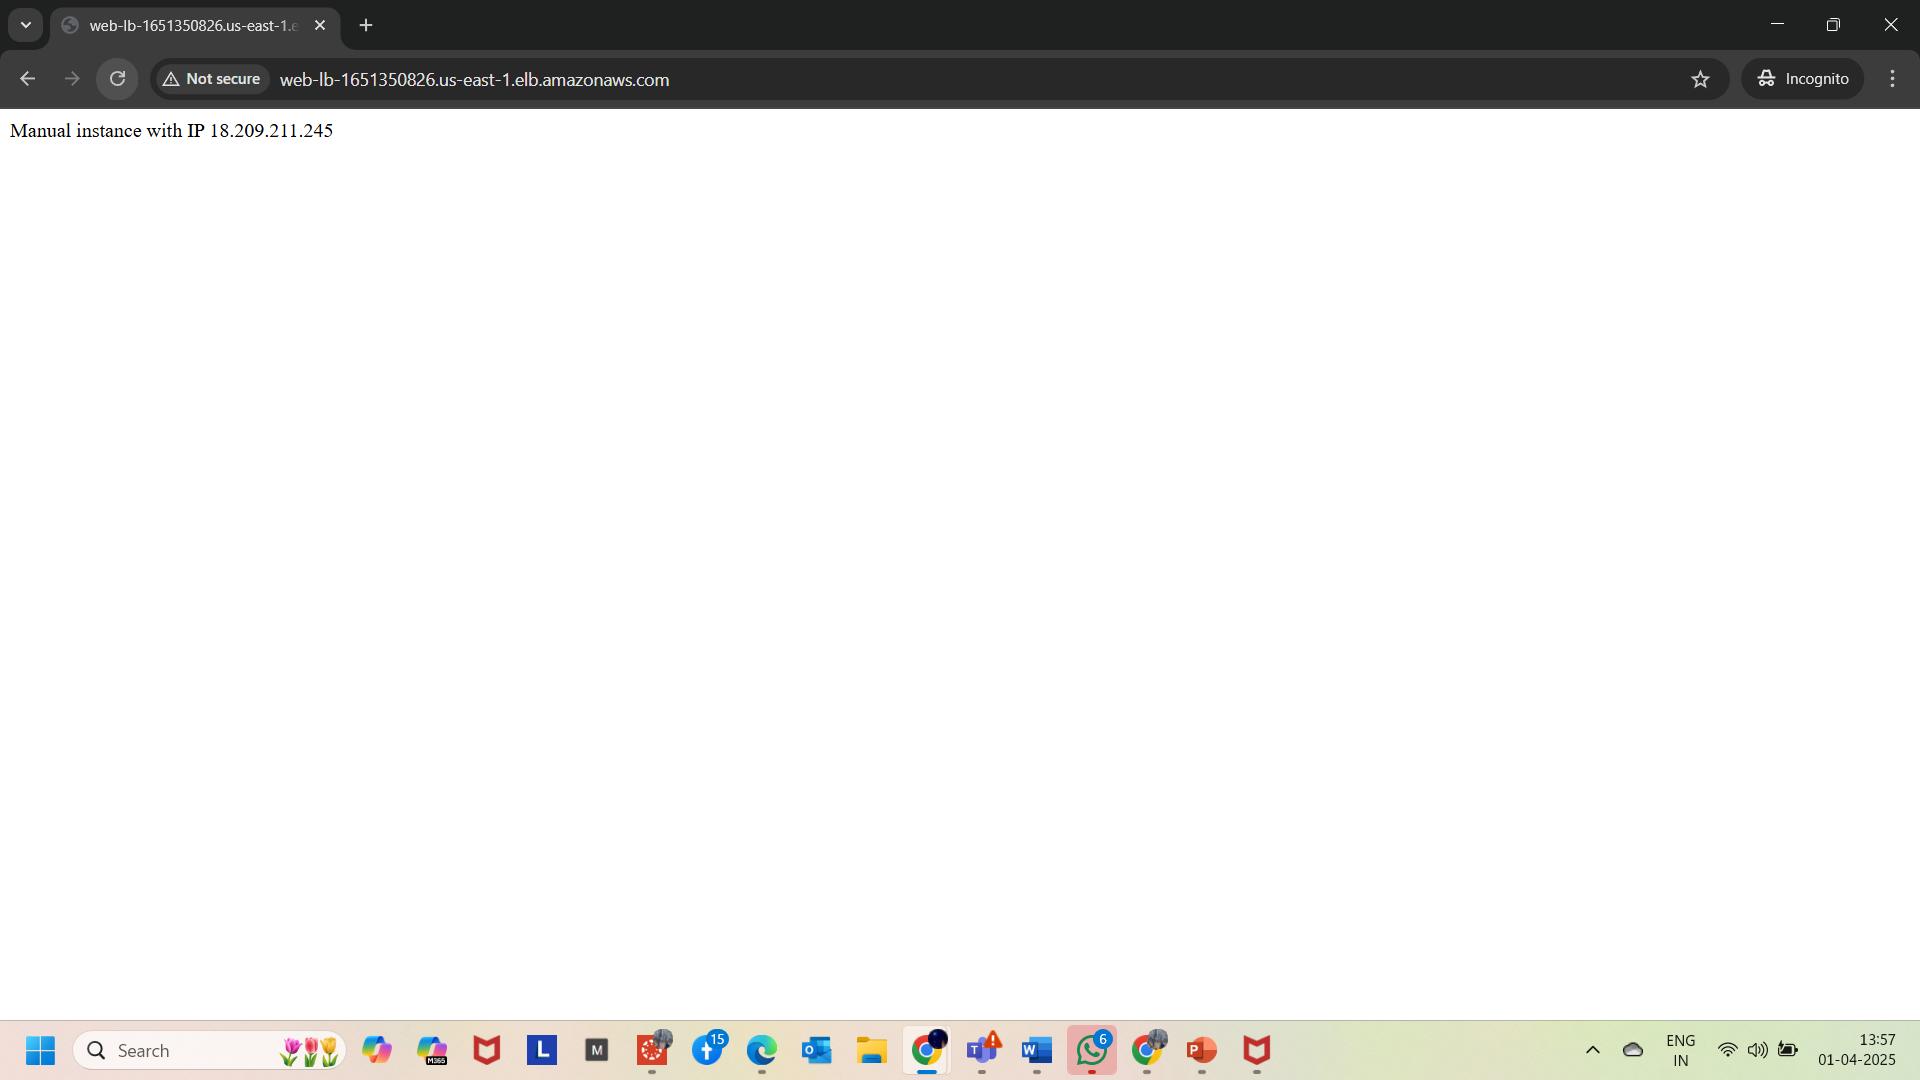 web-lb-1651350826.us-east-1.e
Not secure
web-lb-1651350826.us-east-1.elb.amazonaws.com
Incognito
Manual instance with IP 18.209.211.245
Search
M365
L
M
15
O
T
W
6
P
ENG
IN
13:57
01-04-2025